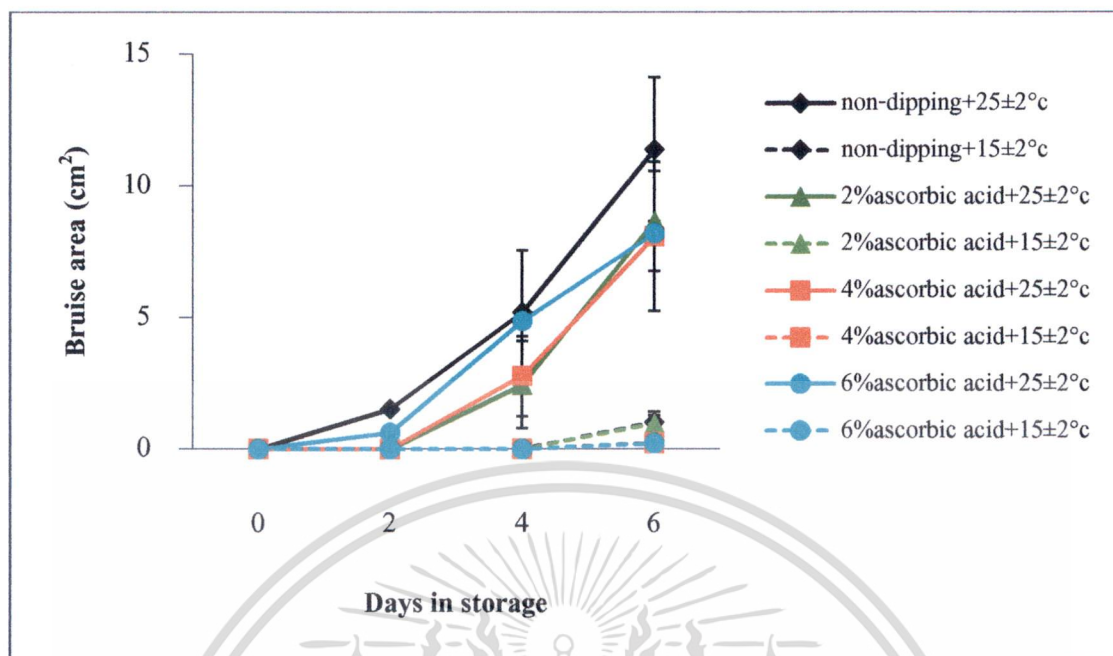 15
10
5
0
Bruise area (cm²)
0 2 4 6
Days in storage
non-dipping+25±2°c
non-dipping+15±2°c
2%ascorbic acid+25±2°c
2%ascorbic acid+15±2°c
4%ascorbic acid+25±2°c
4%ascorbic acid+15±2°c
6%ascorbic acid+25±2°c
6%ascorbic acid+15±2°c